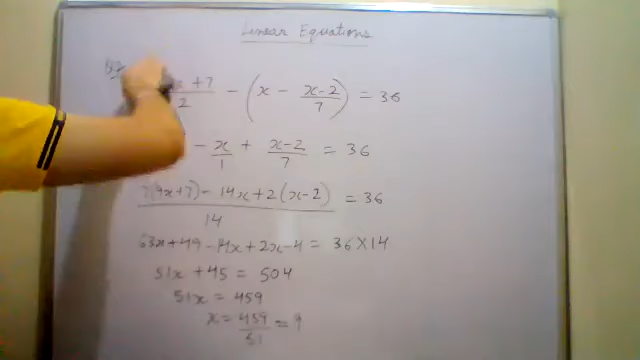 Linear Equations
x + 7 / 2 - (x - x-2 / 7) = 36
- x/1 + x-2 / 7 = 36
7(9x+7) - 14x + 2(x-2) / 14 = 36
63x+49 - 14x + 2x - 4 = 36 X 14
51x + 45 = 504
51x = 459
x = 459/51 = 9